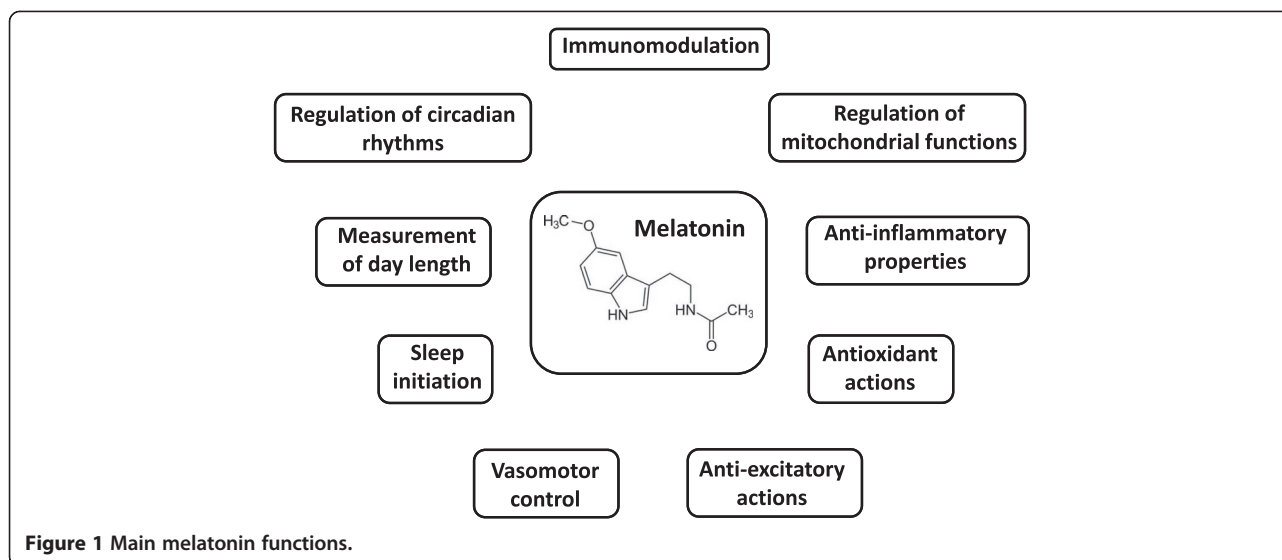 Immunomodulation
Regulation of circadian
rhythms
Regulation of
mitochondrial functions
Measurement
of day length
Melatonin
H₃C
O
HN
HN
CH₃
O
Anti-inflammatory
properties
Sleep
initiation
Antioxidant
actions
Vasomotor
control
Anti-excitatory
actions
Figure 1 Main melatonin functions.